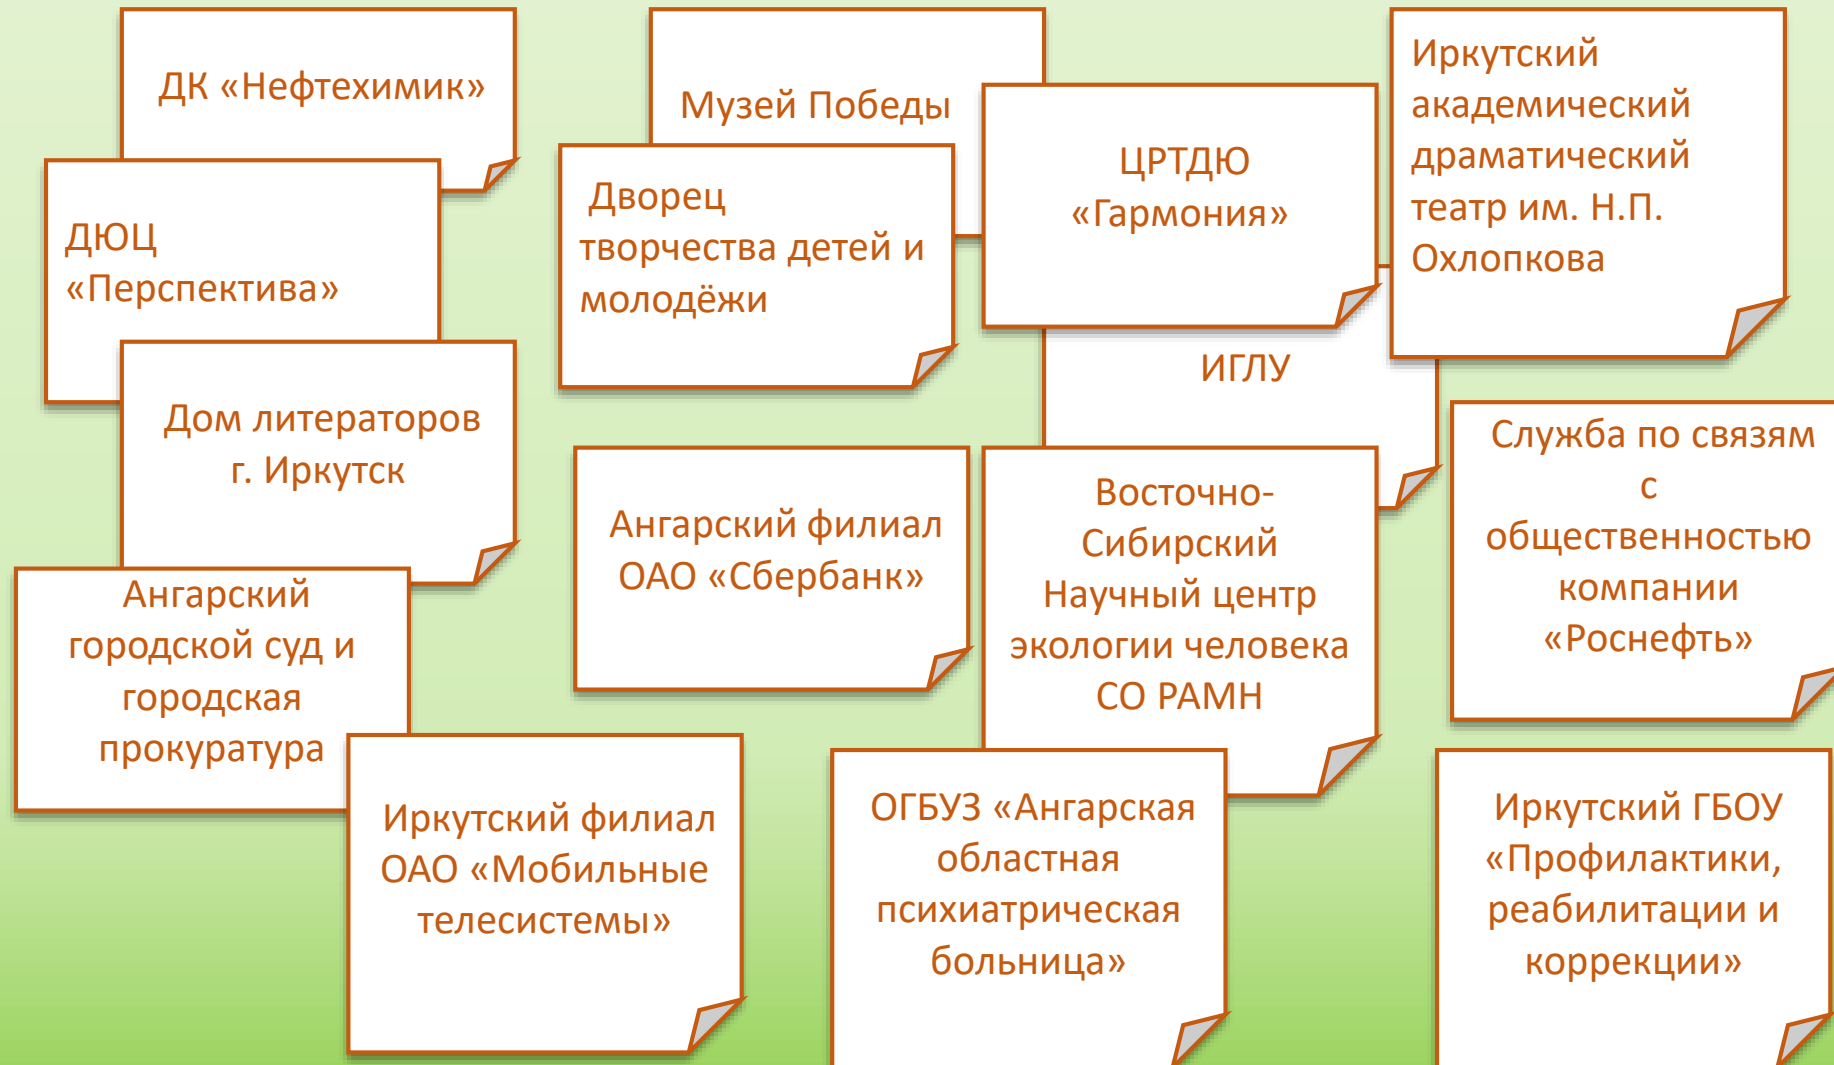 ДК «Нефтехимик»
Музей Победы
ЦРТДЮ
«Гармония»
Иркутский
академический
драматический
театр им. Н.П.
Охлопкова
ДЮЦ
«Перспектива»
Дворец
творчества детей и
молодёжи
ИГЛУ
Дом литераторов
г. Иркутск
Ангарский филиал
ОАО «Сбербанк»
Восточно-
Сибирский
Научный центр
экологии человека
СО РАМН
Служба по связям
с
общественностью
компании
«Роснефть»
Ангарский
городской суд и
городская
прокуратура
Иркутский филиал
ОАО «Мобильные
телесистемы»
ОГБУЗ «Ангарская
областная
психиатрическая
больница»
Иркутский ГБОУ
«Профилактики,
реабилитации и
коррекции»